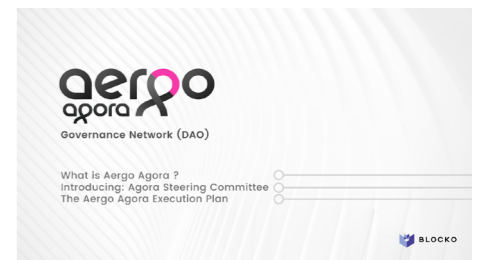 aergo
agora
Governance Network (DAO)
What is Aergo Agora ?
Introducing: Agora Steering Committee
The Aergo Agora Execution Plan
BLOCKO